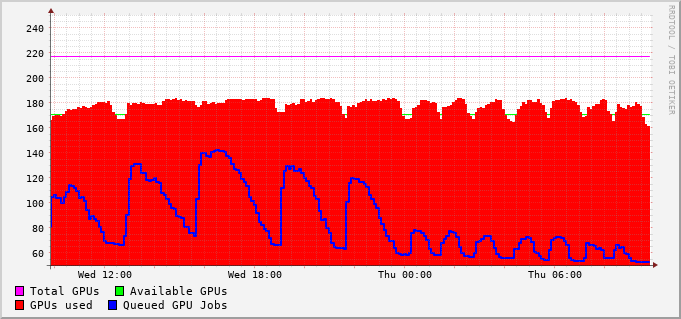 RRDTOOL / TOBI OETIKER
240
220
200
180
160
140
120
100
80
60
Wed 12:00 Wed 18:00 Thu 00:00 Thu 06:00
Total GPUs Available GPUs
GPUs used Queued GPU Jobs